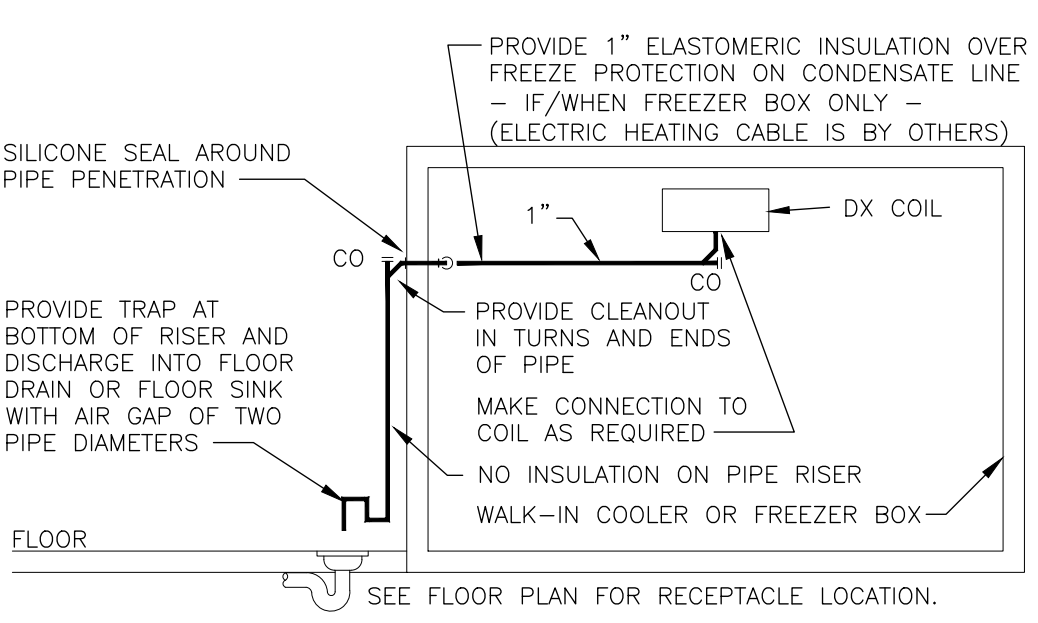 PROVIDE 1” ELASTOMERIC INSULATION OVER
FREEZE PROTECTION ON CONDENSATE LINE
– IF/WHEN FREEZER BOX ONLY –
(ELECTRIC HEATING CABLE IS BY OTHERS)
SILICONE SEAL AROUND
PIPE PENETRATION
1”
DX COIL
CO
CO
PROVIDE TRAP AT
BOTTOM OF RISER AND
DISCHARGE INTO FLOOR
DRAIN OR FLOOR SINK
WITH AIR GAP OF TWO
PIPE DIAMETERS
PROVIDE CLEANOUT
IN TURNS AND ENDS
OF PIPE
MAKE CONNECTION TO
COIL AS REQUIRED
NO INSULATION ON PIPE RISER
WALK–IN COOLER OR FREEZER BOX
FLOOR
SEE FLOOR PLAN FOR RECEPTACLE LOCATION.